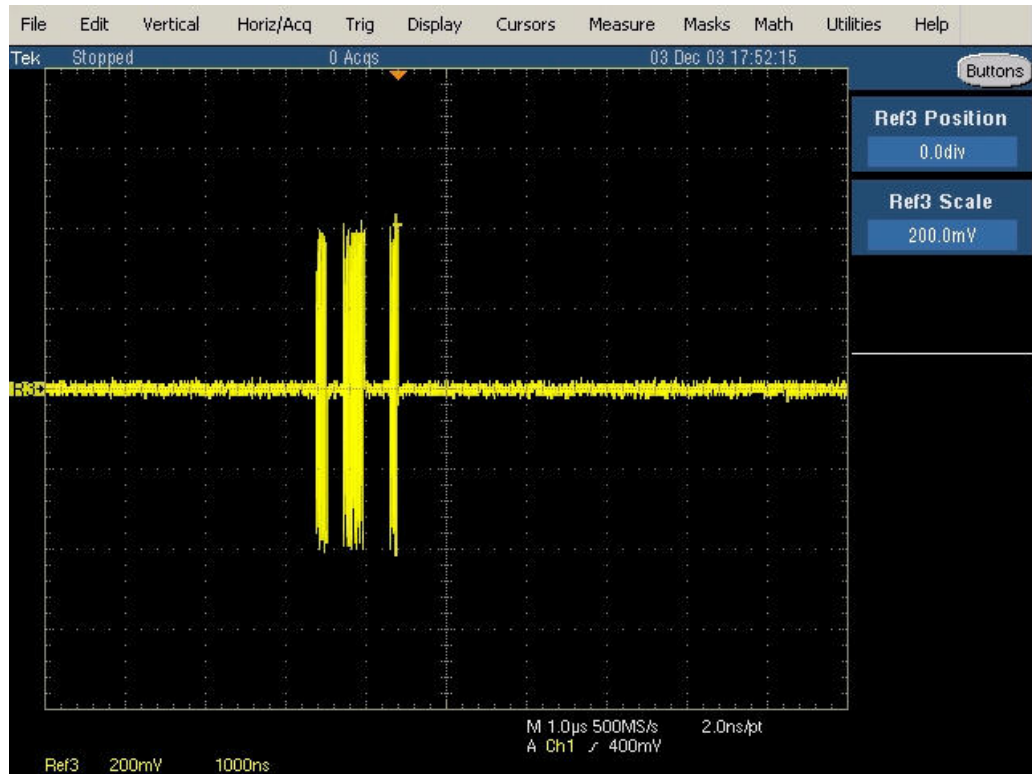 File Edit Vertical Horiz/Acq Trig Display Cursors Measure Masks Math Utilities Help
Tek Stopped 0 Acqs 03 Dec 03 17:52:15
Buttons
Ref3 Position
0.0div
Ref3 Scale
200.0mV
R3
M 1.0µs 500MS/s 2.0ns/pt
A Ch1 400mV
Ref3 200mV 1000ns